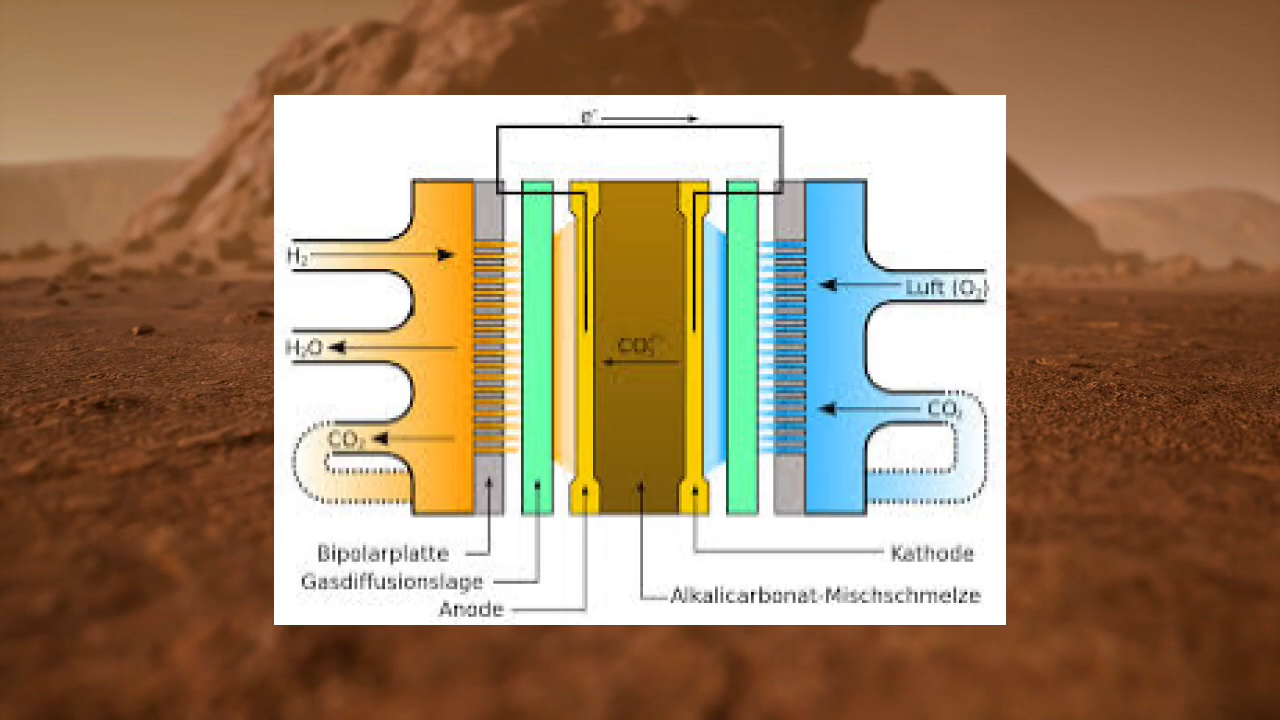 e⁻
H₂
Luft (O₂)
CO₃²⁻
H₂O
CO₂
CO₂
Bipolarplatte
Kathode
Gasdiffusionslage
Alkalicarbonat-Mischschmelze
Anode